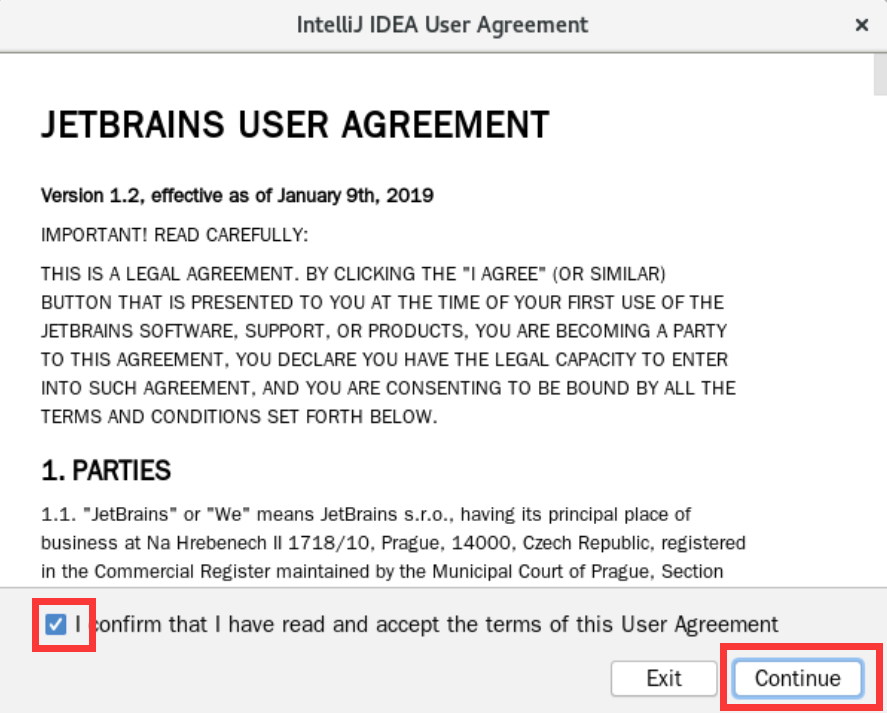 IntelliJ IDEA User Agreement
JETBRAINS USER AGREEMENT
Version 1.2, effective as of January 9th, 2019
IMPORTANT! READ CAREFULLY:
THIS IS A LEGAL AGREEMENT. BY CLICKING THE "I AGREE" (OR SIMILAR)
BUTTON THAT IS PRESENTED TO YOU AT THE TIME OF YOUR FIRST USE OF THE
JETBRAINS SOFTWARE, SUPPORT, OR PRODUCTS, YOU ARE BECOMING A PARTY
TO THIS AGREEMENT, YOU DECLARE YOU HAVE THE LEGAL CAPACITY TO ENTER
INTO SUCH AGREEMENT, AND YOU ARE CONSENTING TO BE BOUND BY ALL THE
TERMS AND CONDITIONS SET FORTH BELOW.
1. PARTIES
1.1. "JetBrains" or "We" means JetBrains s.r.o., having its principal place of
business at Na Hrebenech II 1718/10, Prague, 14000, Czech Republic, registered
in the Commercial Register maintained by the Municipal Court of Prague, Section
I confirm that I have read and accept the terms of this User Agreement
Exit
Continue